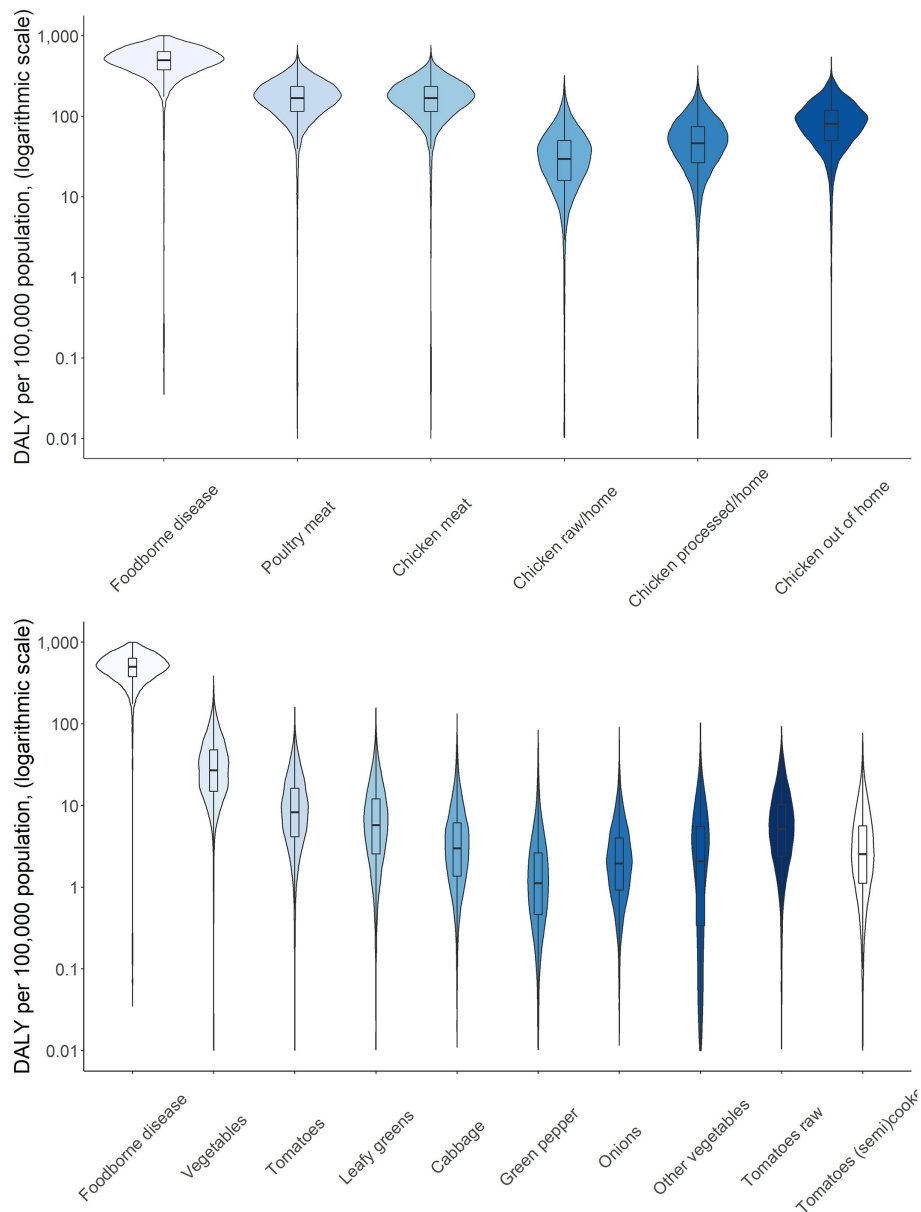 DALY per 100,000 population, (logarithmic scale)
1,000
100
10
1
0.1
0.01
Foodborne disease
Poultry meat
Chicken meat
Chicken raw/home
Chicken processed/home
Chicken out of home
DALY per 100,000 population, (logarithmic scale)
1,000
100
10
1
0.1
0.01
Foodborne disease
Vegetables
Tomatoes
Leafy greens
Cabbage
Green pepper
Onions
Other vegetables
Tomatoes raw
Tomatoes (semi)cooke